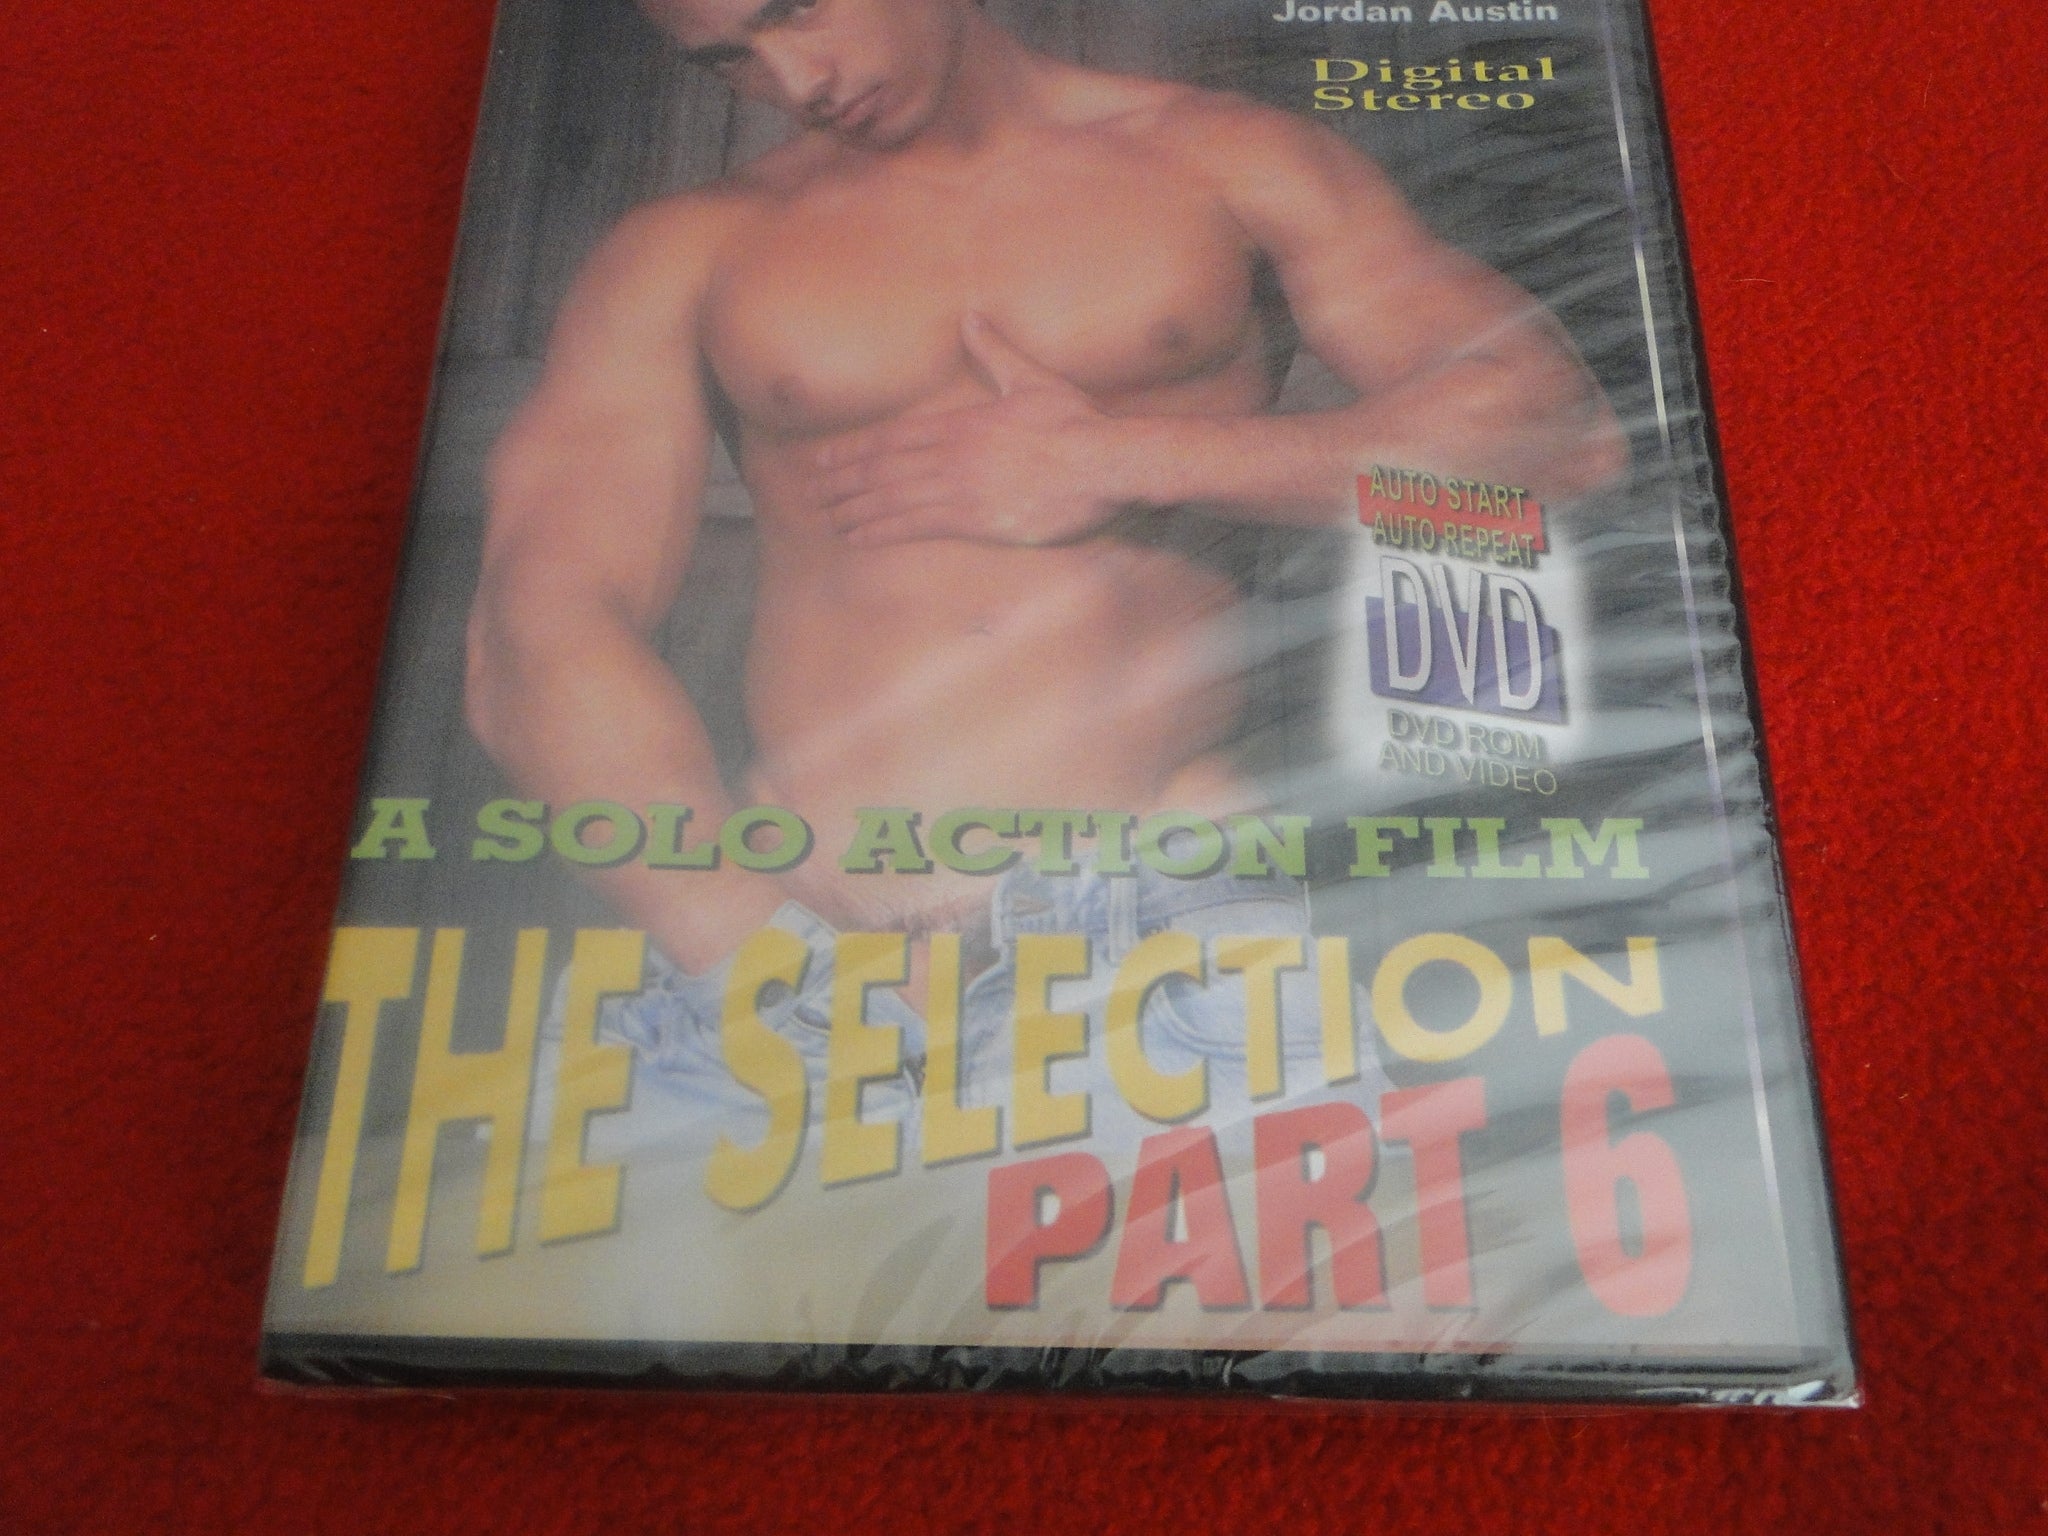 Jordan Austin
Digital
Stereo
AUTO START
AUTO REPEAT
DVD
DVD ROM
AND VIDEO
A SOLO ACTION FILM
THE SELECTION
PART 6